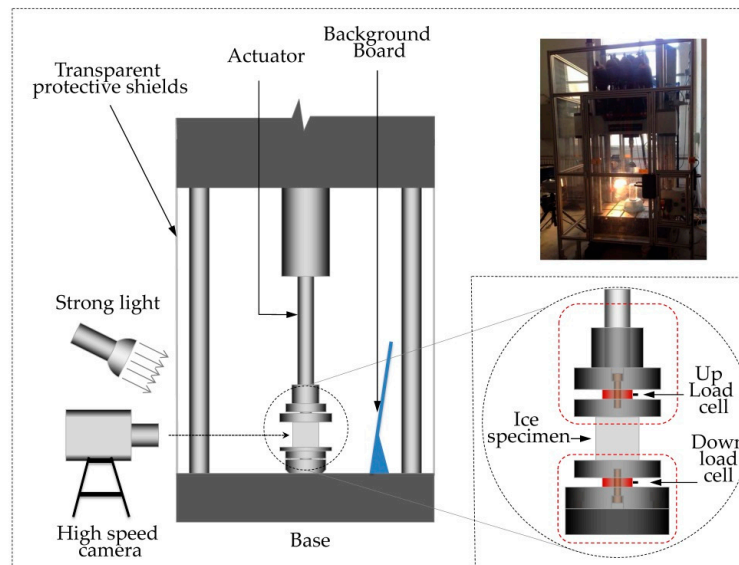 Background
Board
Actuator
Transparent
protective shields
Strong light
High speed
camera
Base
Up
Load
cell
Ice
specimen
Down
load
cell